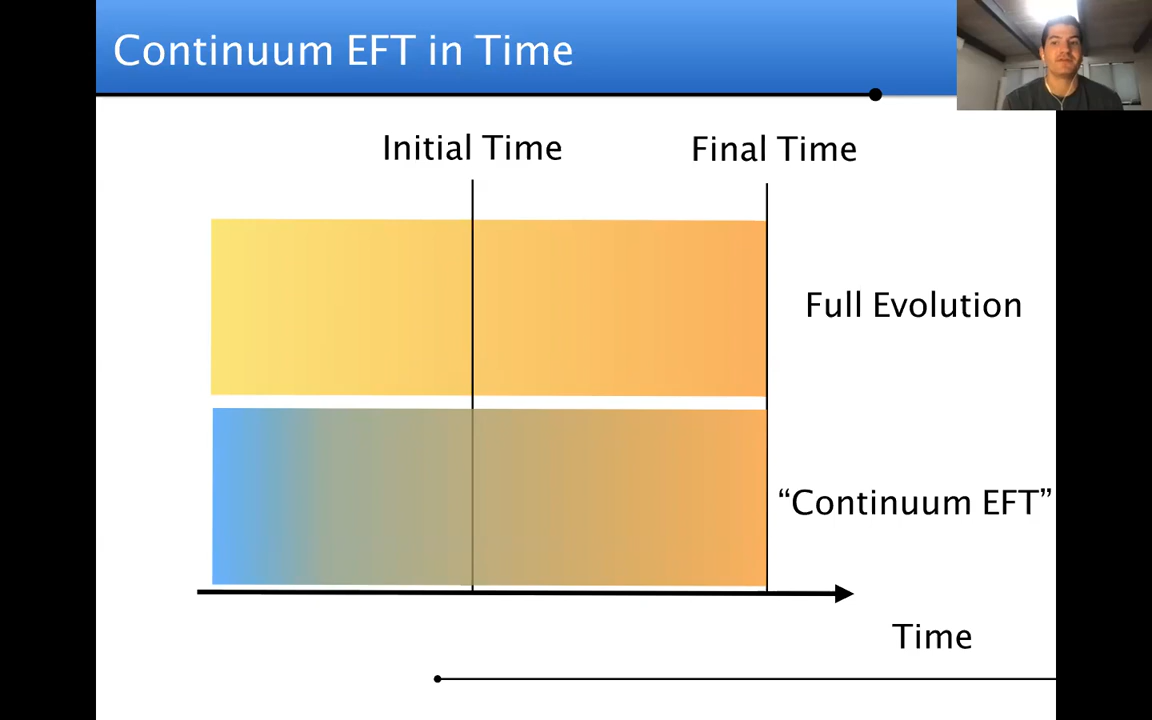 Continuum EFT in Time
Initial Time
Final Time
Full Evolution
“Continuum EFT”
Time